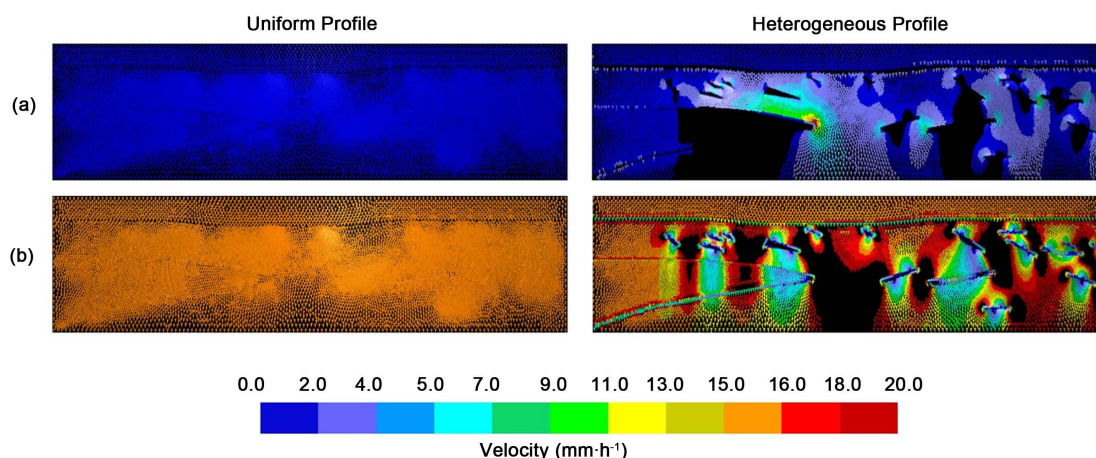 Uniform Profile Heterogeneous Profile
(a)
(b)
0.0 2.0 4.0 5.0 7.0 9.0 11.0 13.0 15.0 16.0 18.0 20.0
Velocity (mm·h⁻¹)